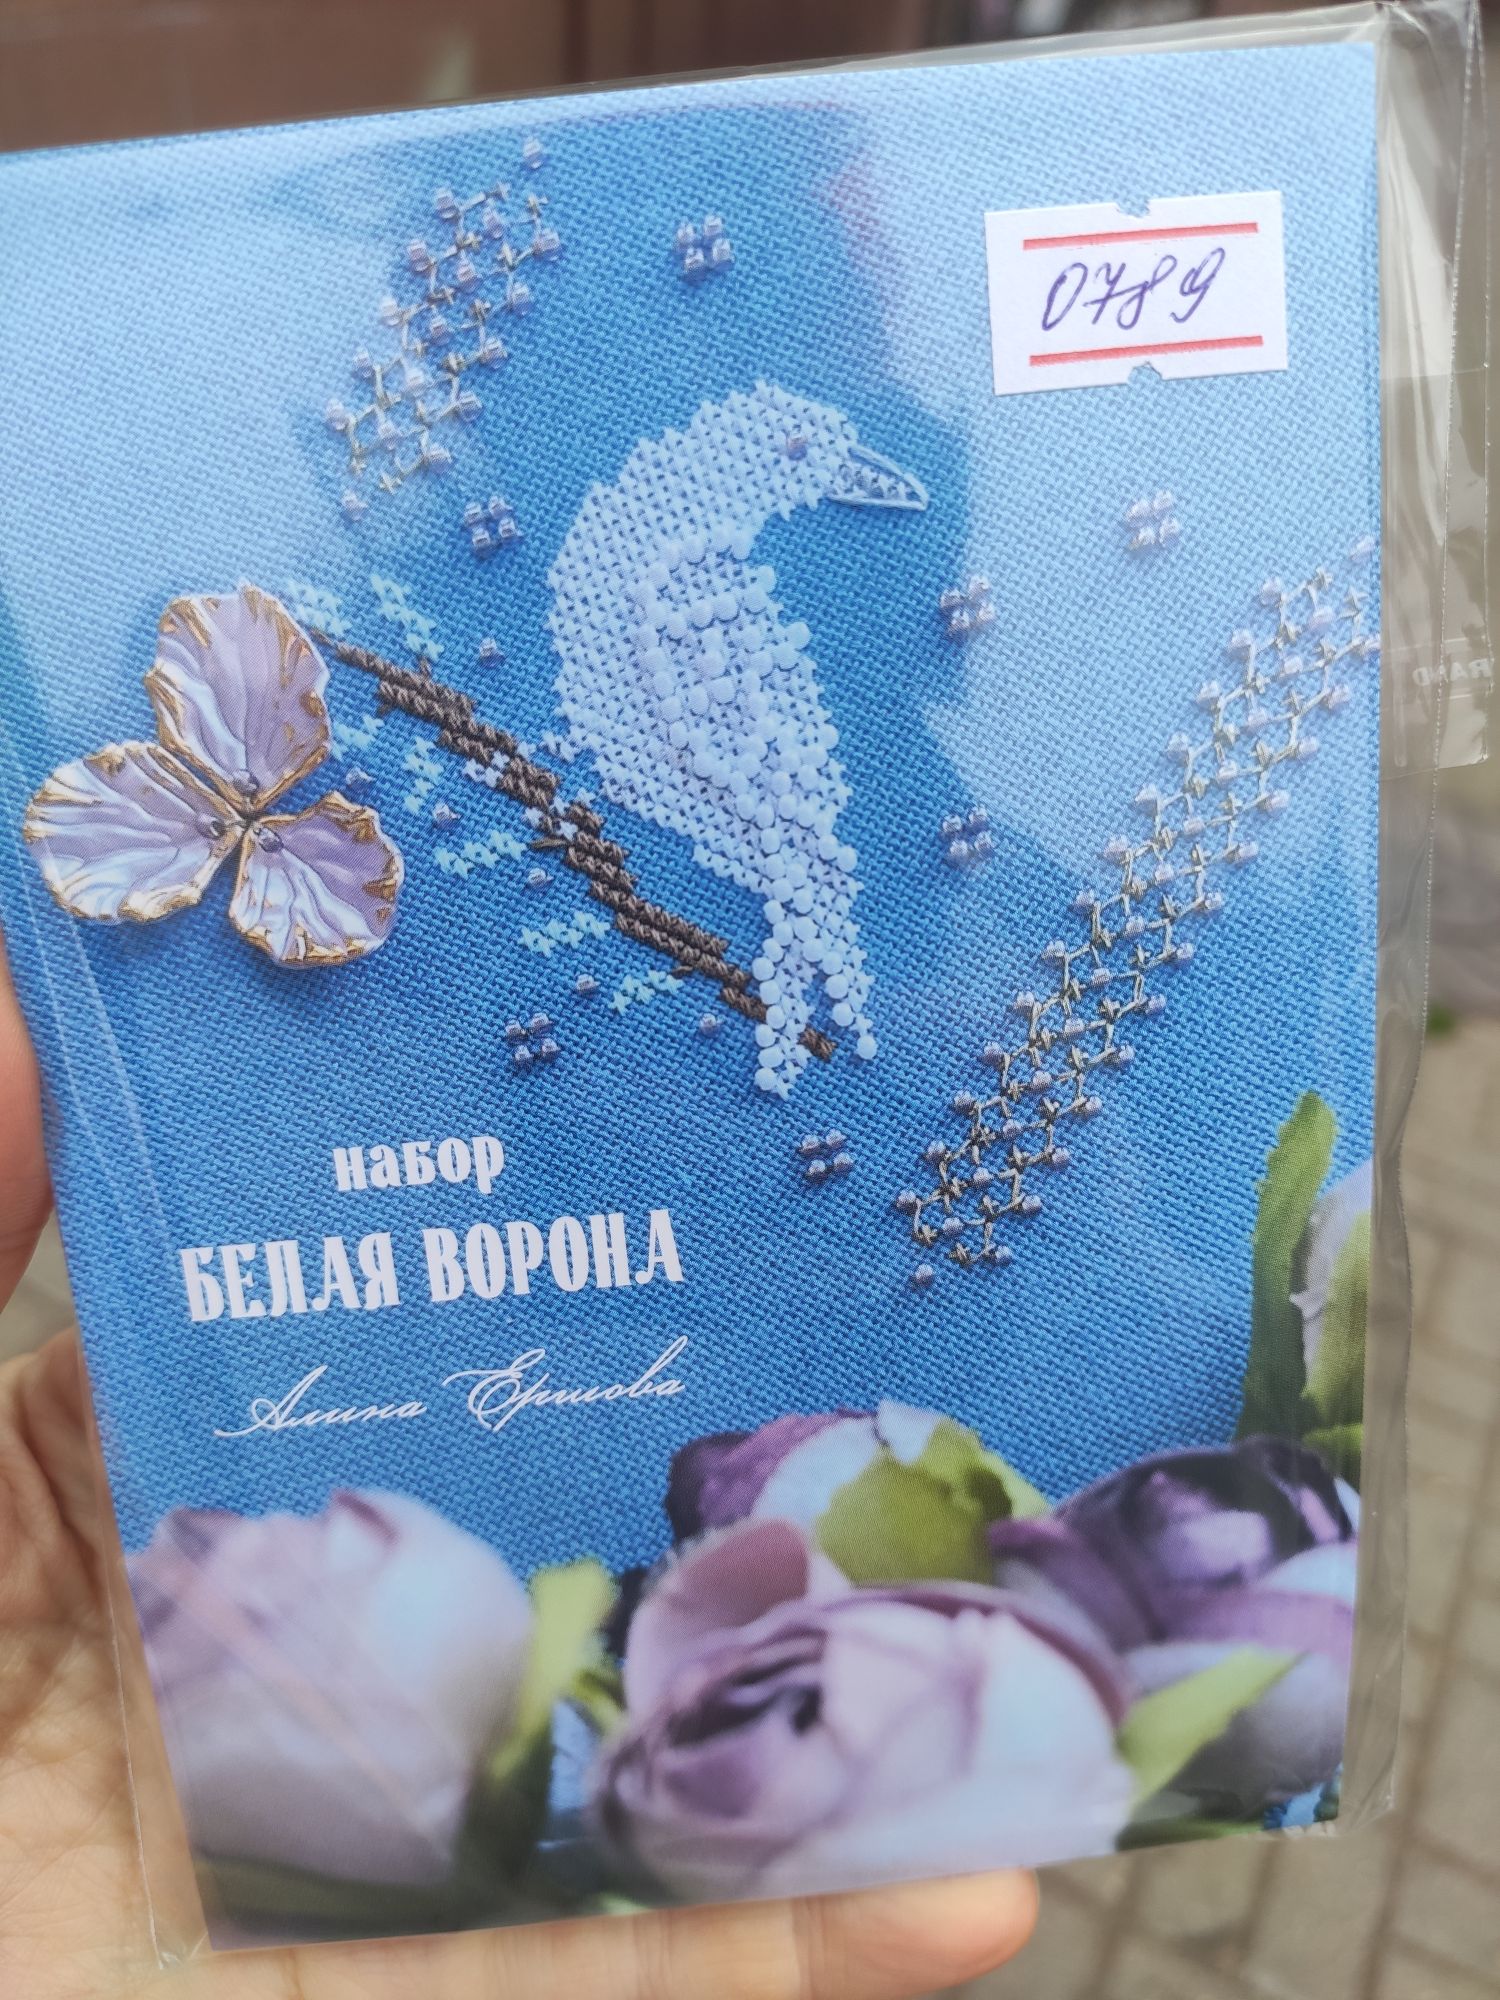 0789
набор
БЕЛАЯ ВОРОНА
Алина Ершова